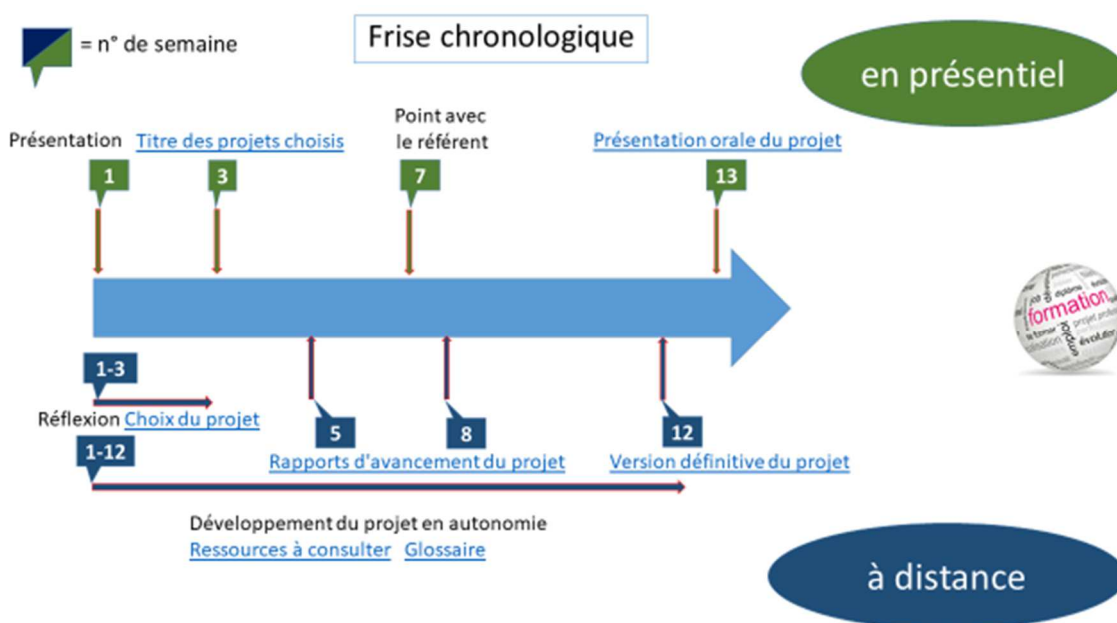 = n° de semaine
Frise chronologique
en présentiel
Présentation
Titre des projets choisis
Point avec
le référent
Présentation orale du projet
1
3
7
13
formation
emploi
évolution
1-3
Réflexion Choix du projet
1-12
5
8
12
Rapports d'avancement du projet
Version définitive du projet
Développement du projet en autonomie
Ressources à consulter Glossaire
à distance